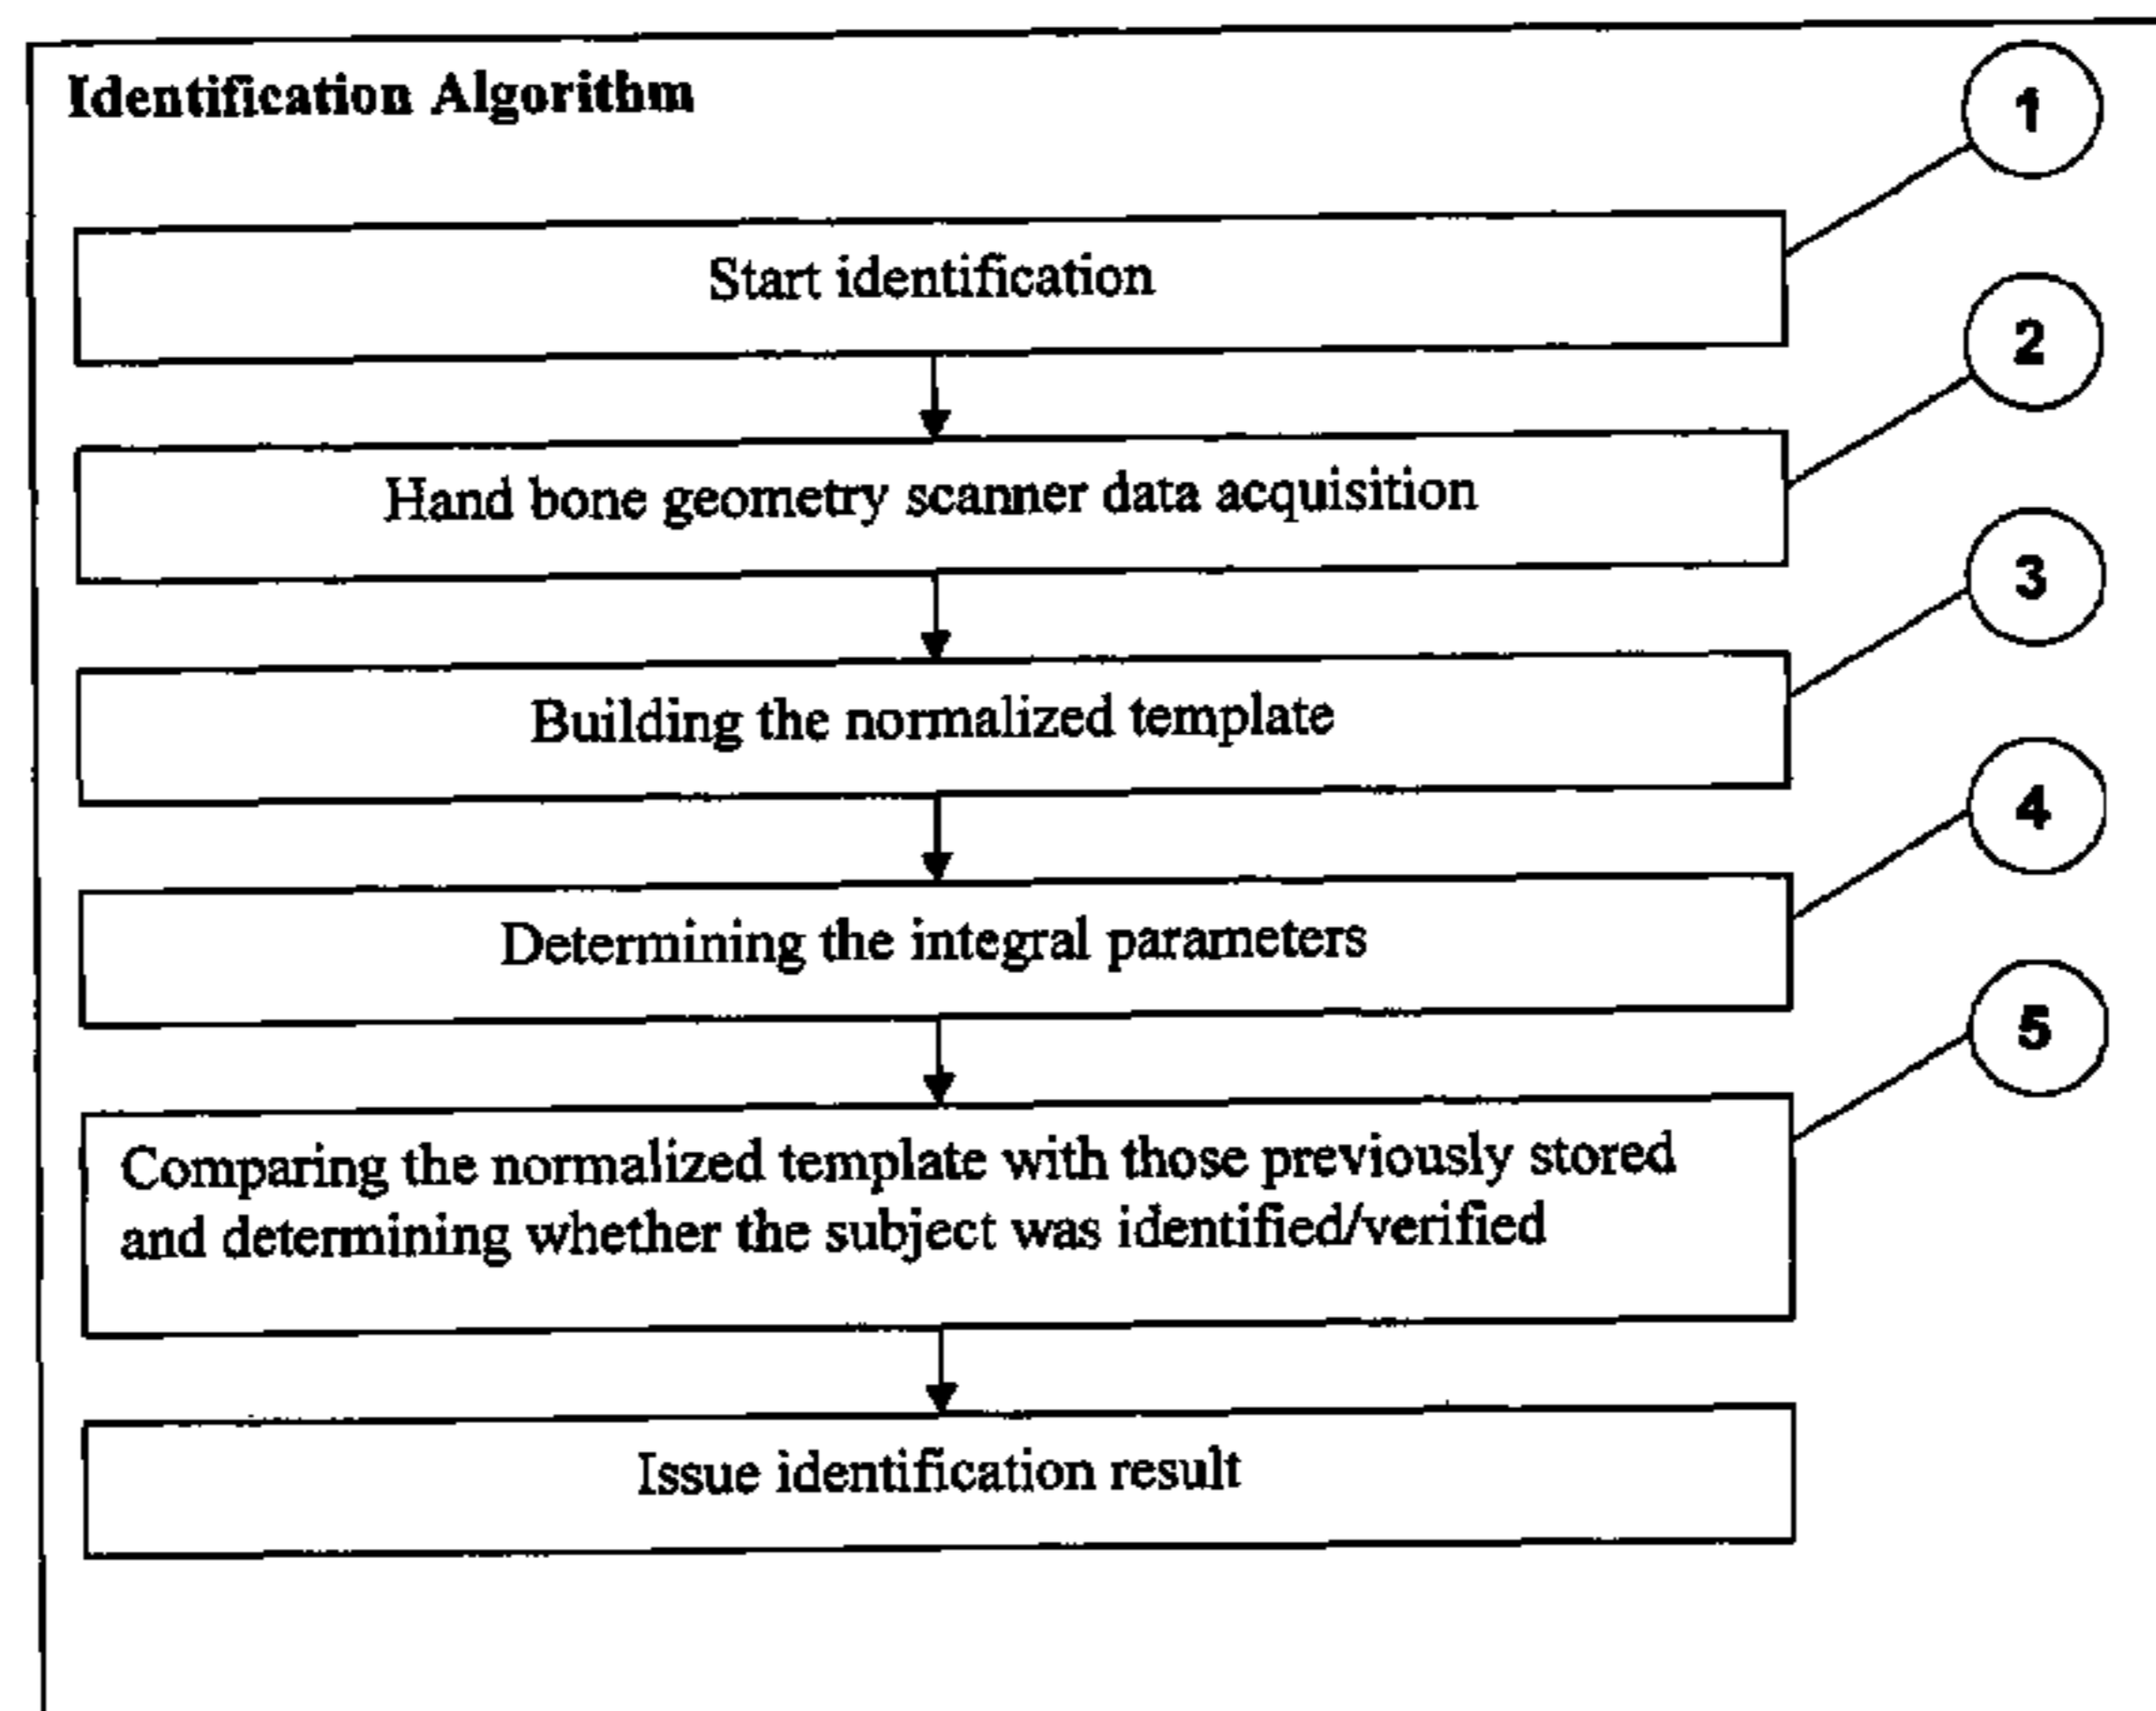 Identification Algorithm
1
Start identification
2
Hand bone geometry scanner data acquisition
3
Building the normalized template
4
Determining the integral parameters
5
Comparing the normalized template with those previously stored
and determining whether the subject was identified/verified
Issue identification result